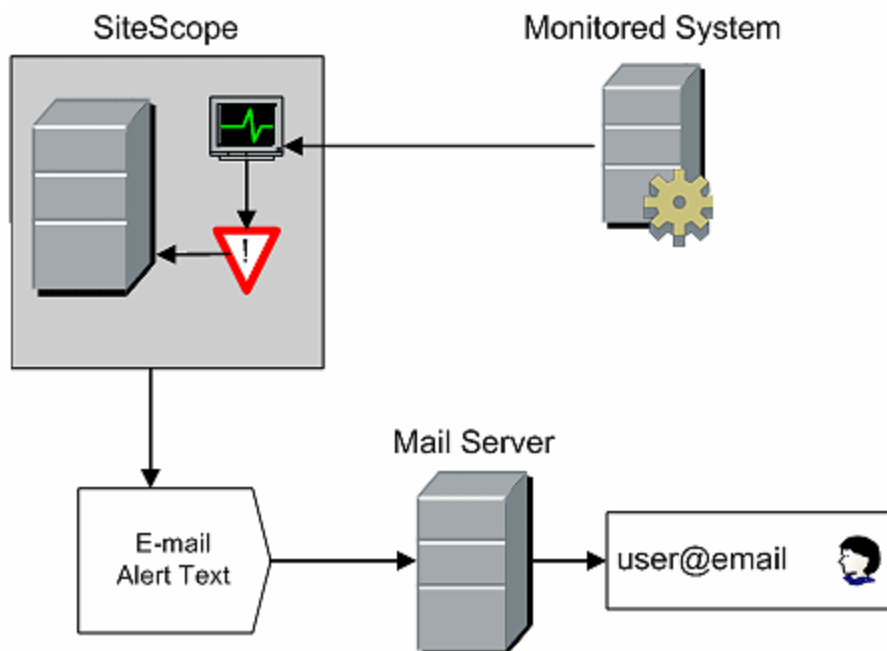 SiteScope
Monitored System
!
Mail Server
E-mail
Alert Text
user@email